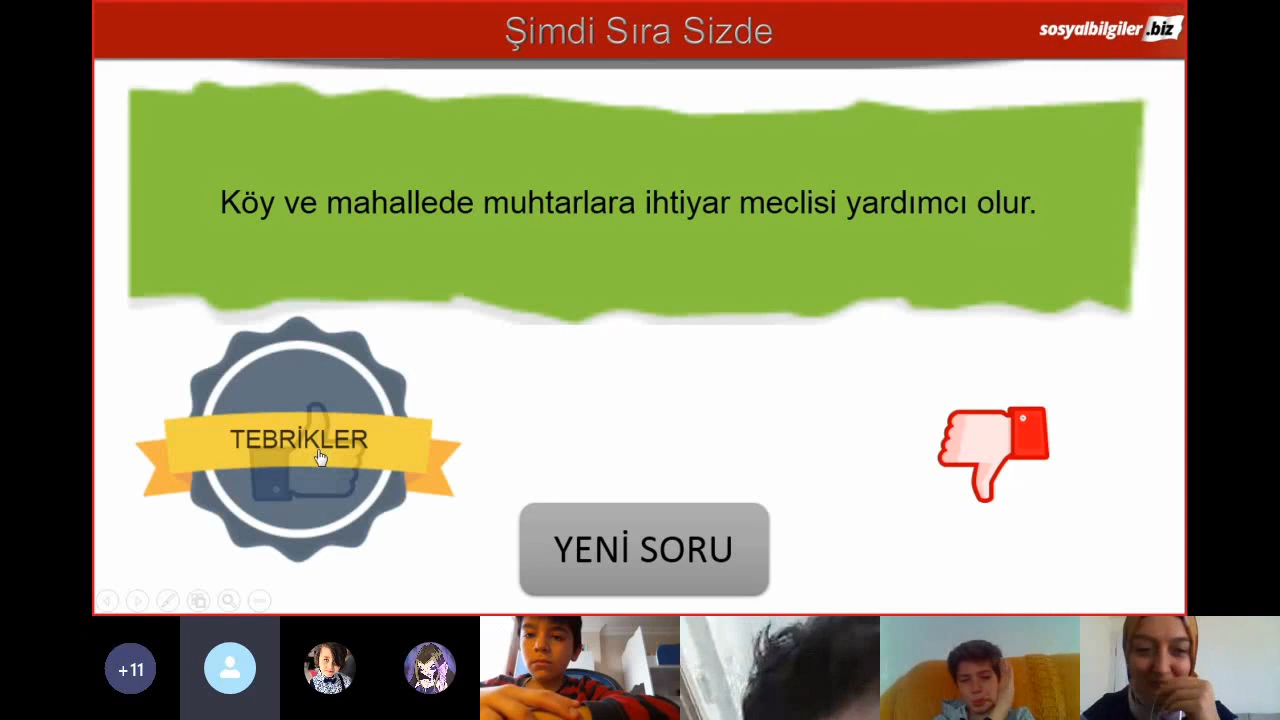 Şimdi Sıra Sizde
sosyalbilgiler .biz
Köy ve mahallede muhtarlara ihtiyar meclisi yardımcı olur.
TEBRİKLER
YENİ SORU
+11